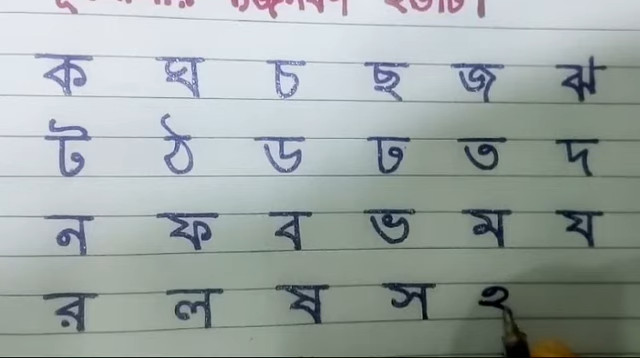 ক ঘ চ ছ জ ঝ
ট ঠ ড ঢ ত দ
ন ফ ব ভ ম য
র ল ষ স